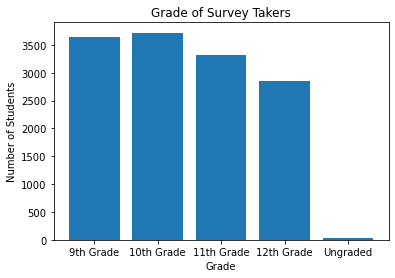 Grade of Survey Takers
Number of Students
3500
3000
2500
2000
1500
1000
500
0
9th Grade 10th Grade 11th Grade 12th Grade Ungraded
Grade